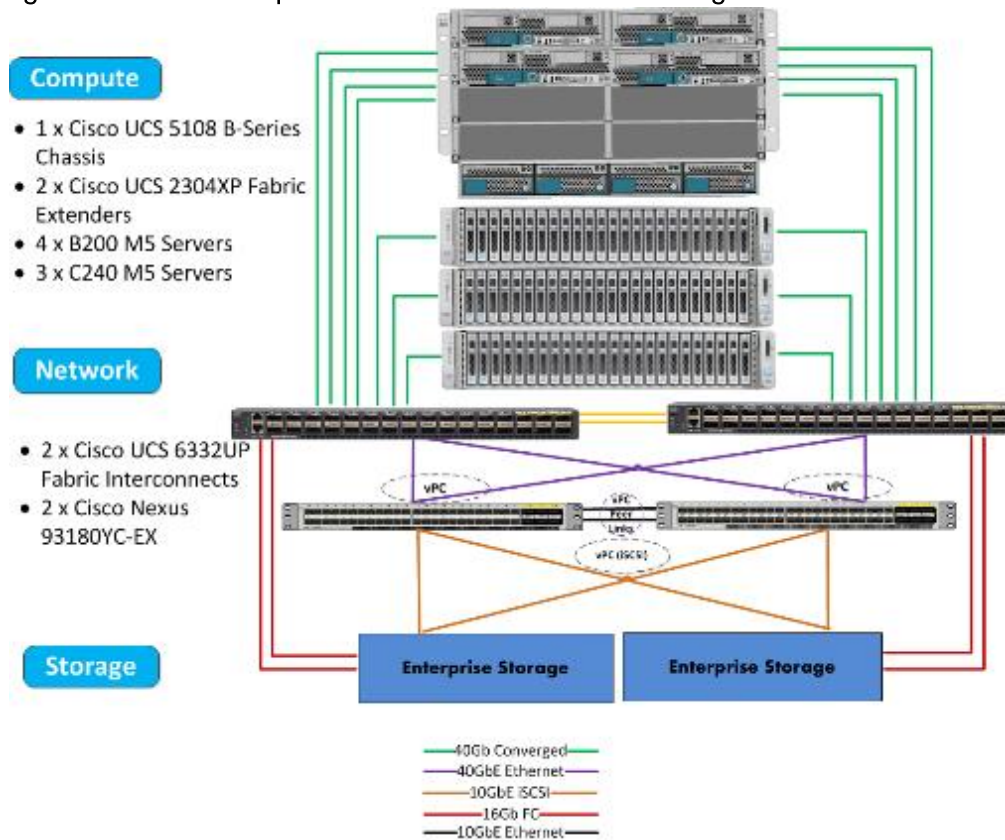 Compute
• 1 x Cisco UCS 5108 B-Series
Chassis
• 2 x Cisco UCS 2304XP Fabric
Extenders
• 4 x B200 M5 Servers
• 3 x C240 M5 Servers
Network
• 2 x Cisco UCS 6332UP
Fabric Interconnects
• 2 x Cisco Nexus
93180YC-EX
vPC
vPC
vPC
Peer
Links
vPC (iSCSI)
Storage
Enterprise Storage
Enterprise Storage
40Gb Converged
40GbE Ethernet
10GbE iSCSI
16Gb FC
10GbE Ethernet